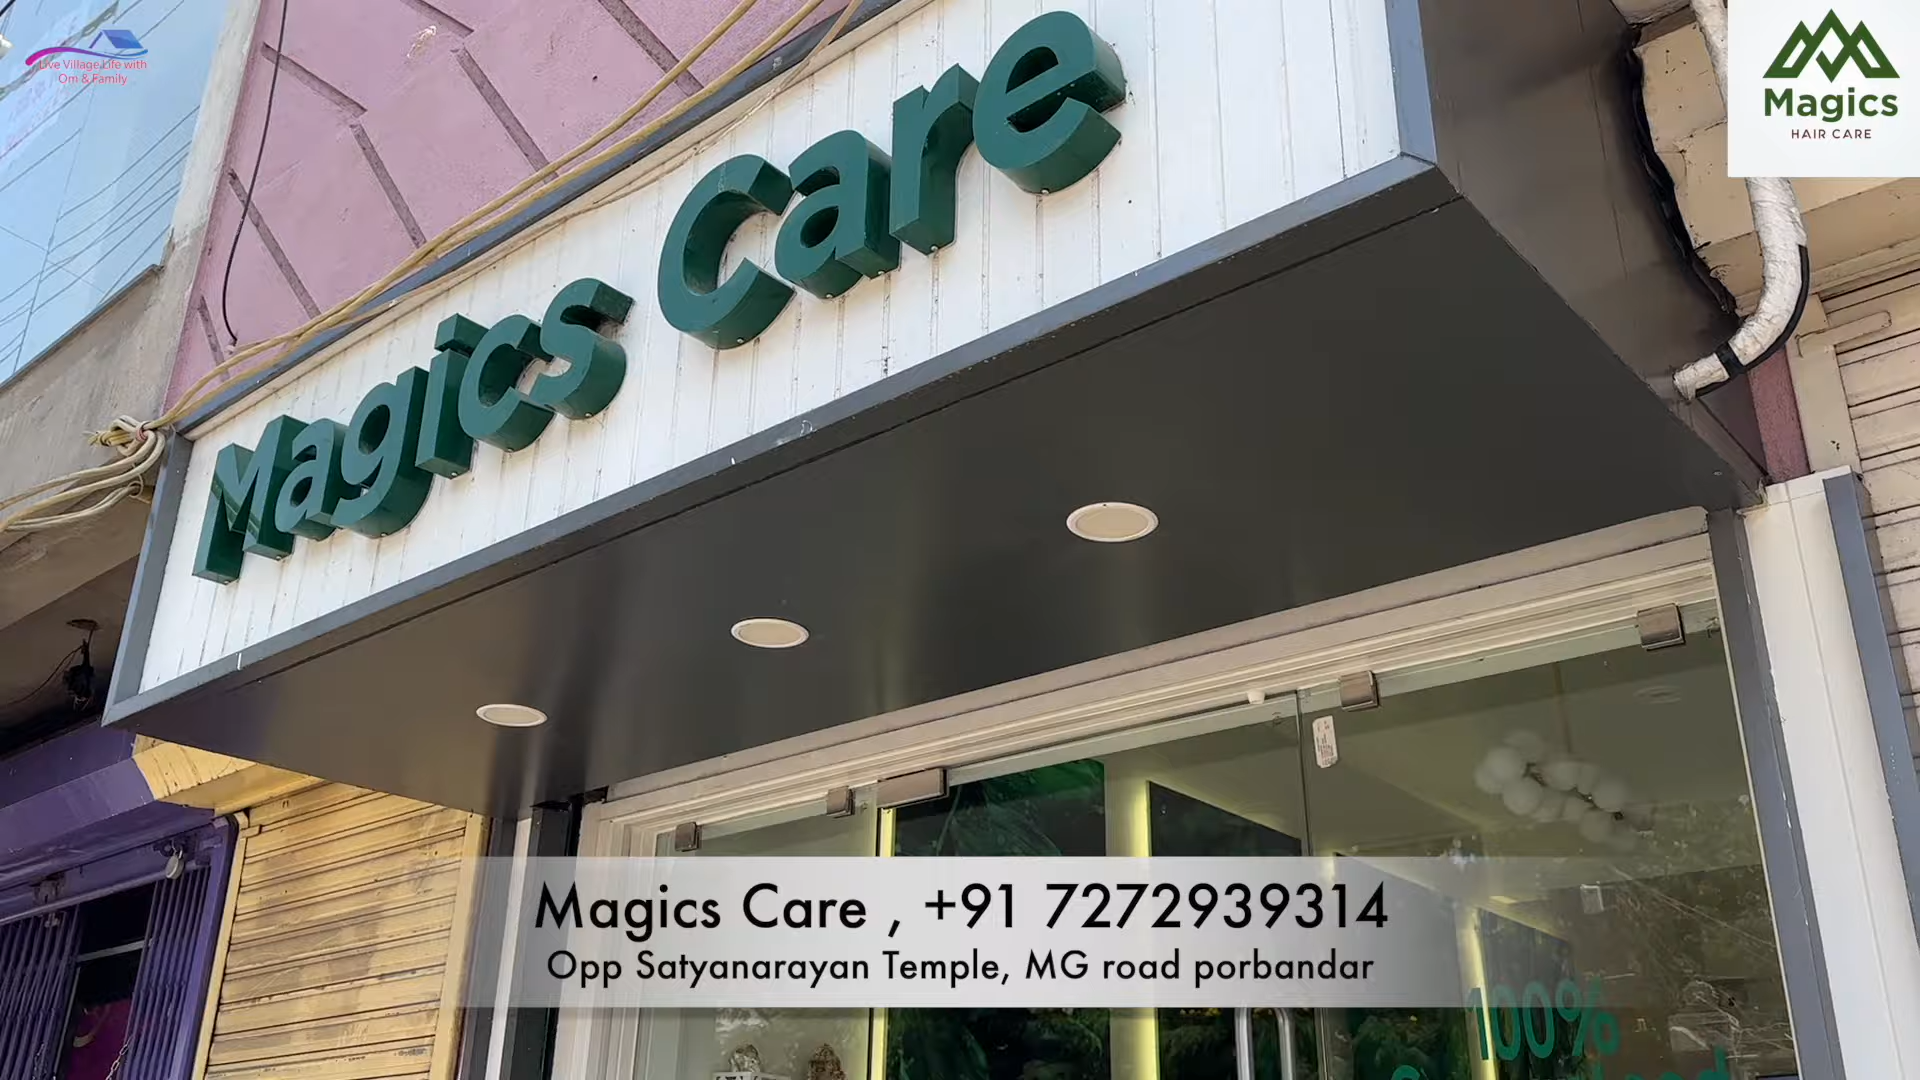 Live Village Life with
Om & Family
Magics
HAIR CARE
Magics Care
Magics Care , +91 7272939314
Opp Satyanarayan Temple, MG road porbandar
100%